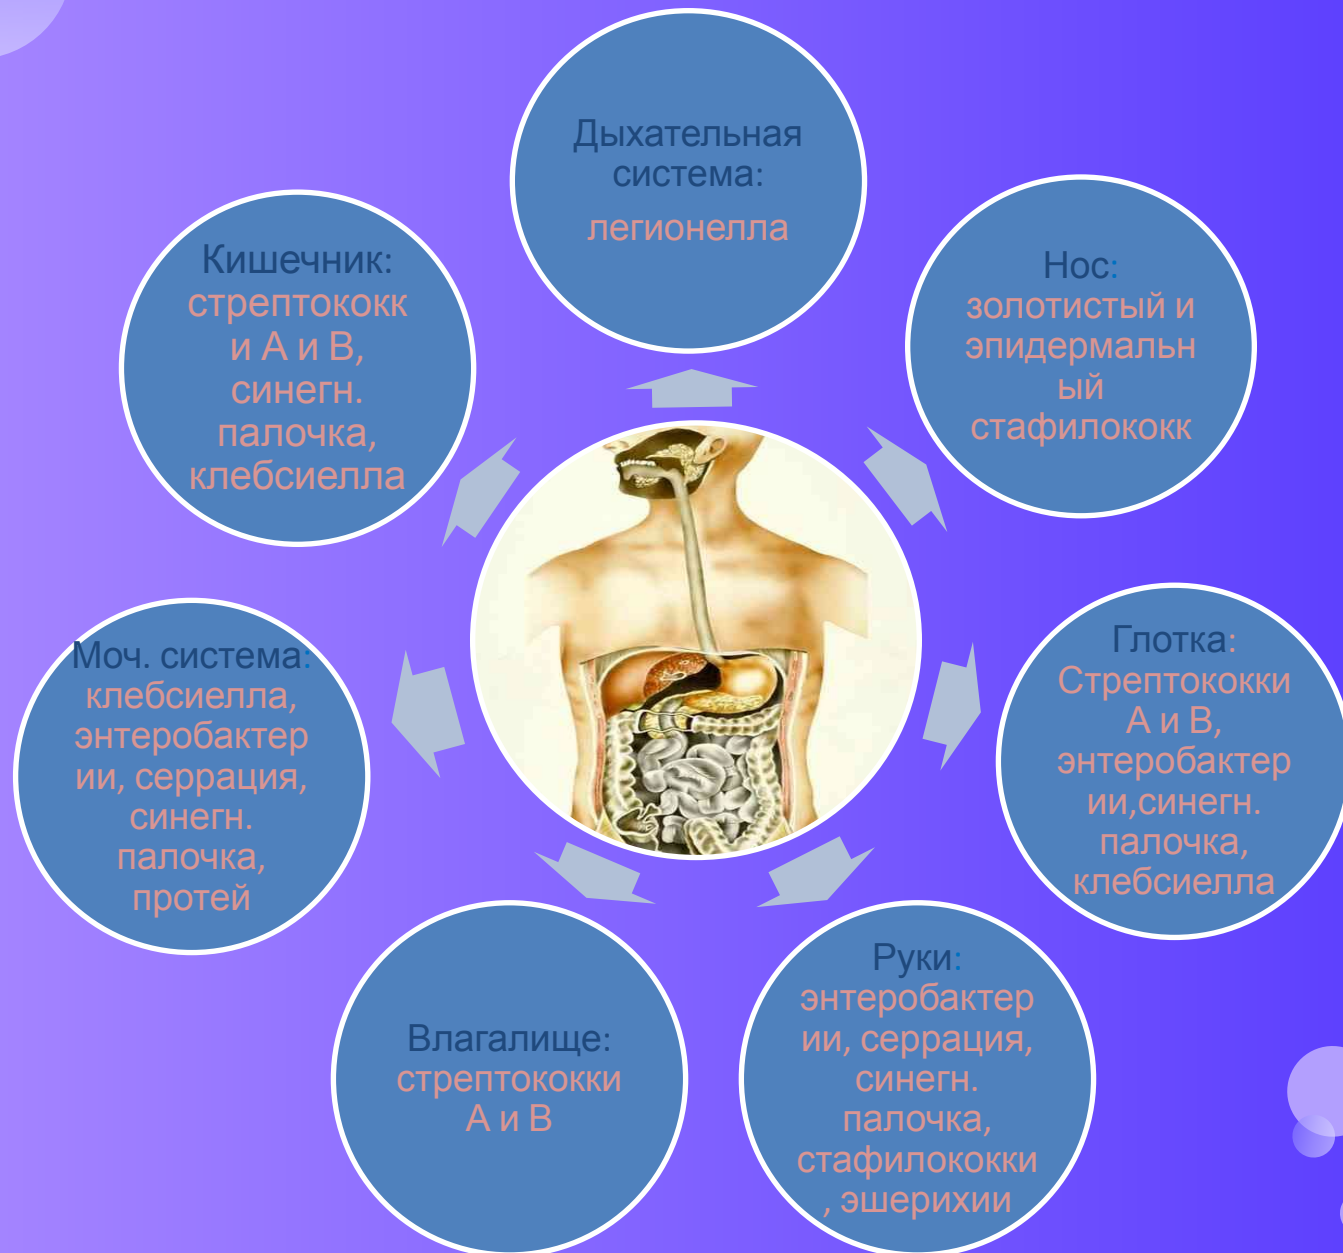 Дыхательная
система:
легионелла
Нос:
золотистый и
эпидермальн
ый
стафилококк
Глотка:
Стрептококки
А и В,
энтеробактер
ии,синегн.
палочка,
клебсиелла
Руки:
энтеробактер
ии, серрация,
синегн.
палочка,
стафилококки
, эшерихии
Влагалище:
стрептококки
А и В
Моч. система:
клебсиелла,
энтеробактер
ии, серрация,
синегн.
палочка,
протей
Кишечник:
стрептококк
и А и В,
синегн.
палочка,
клебсиелла